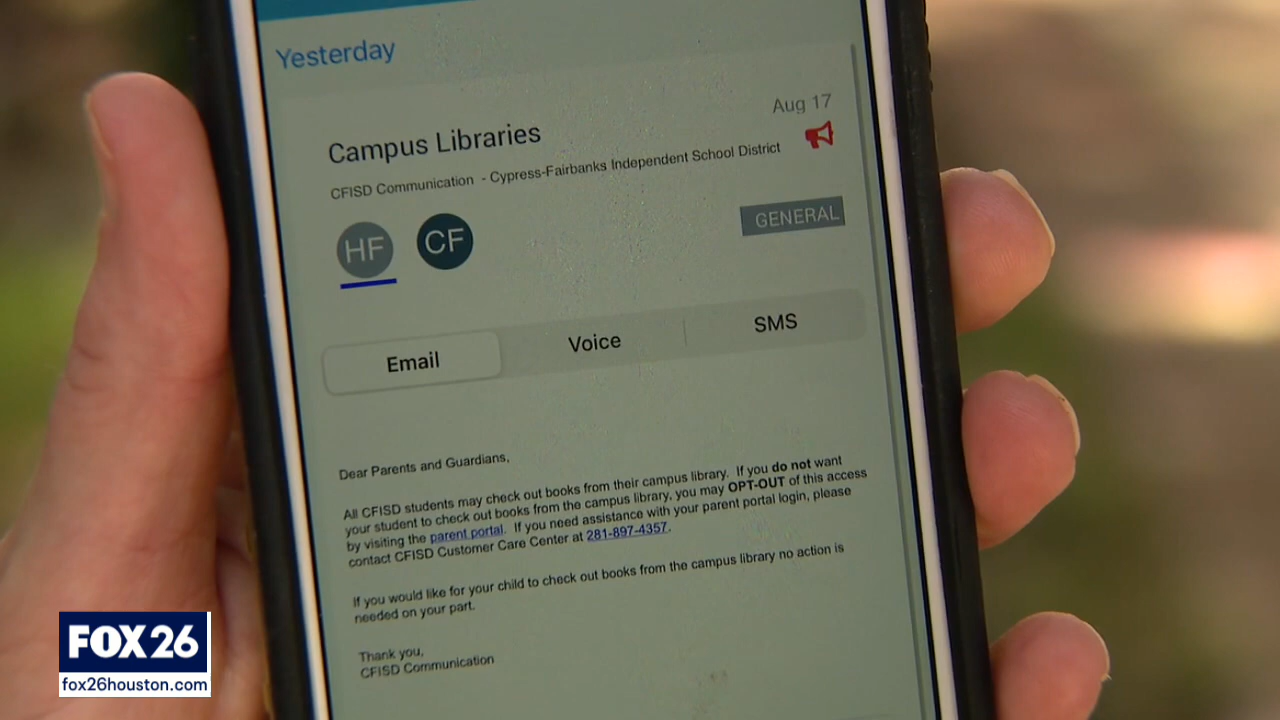 Yesterday
Aug 17
Campus Libraries
CFISD Communication - Cypress-Fairbanks Independent School District
HF CF GENERAL
Email Voice SMS
Dear Parents and Guardians,
All CFISD students may check out books from their campus library. If you do not want
your student to check out books from the campus library, you may OPT-OUT of this access
by visiting the parent portal. If you need assistance with your parent portal login, please
contact CFISD Customer Care Center at 281-897-4357.
If you would like for your child to check out books from the campus library no action is
needed on your part.
Thank you,
CFISD Communication
FOX 26
fox26houston.com